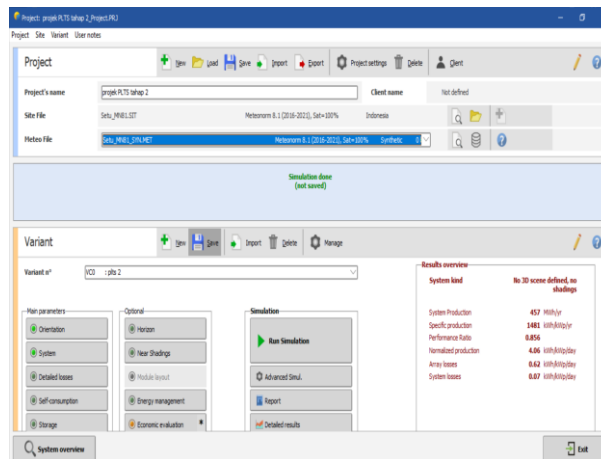 Project: projek PLTS tahap 2_Project.PRJ
Project Site Variant User notes
Project New Load Save Import Export Project settings Delete Client
Project's name projek PLTS tahap 2 Client name Not defined
Site File Setu_MN81.SIT Meteonorm 8.1 (2016-2021), Sat=100% Indonesia
Meteo File Setu_MN81_SYN.MET Meteonorm 8.1 (2016-2021), Sat=100% Synthetic 0
Simulation done
(not saved)
Variant New Save Import Delete Manage
Variant n° VC0 : plts 2
Results overview
System kind No 3D scene defined, no shadings
System Production 457 MWh/yr
Specific production 1481 kWh/kWp/yr
Performance Ratio 0.856
Normalized production 4.06 kWh/kWp/day
Array losses 0.62 kWh/kWp/day
System losses 0.07 kWh/kWp/day
Main parameters
Orientation
System
Detailed losses
Self-consumption
Storage
Optional
Horizon
Near Shadings
Module layout
Energy management
Economic evaluation *
Simulation
Run Simulation
Advanced Simul.
Report
Detailed results
System overview
Exit